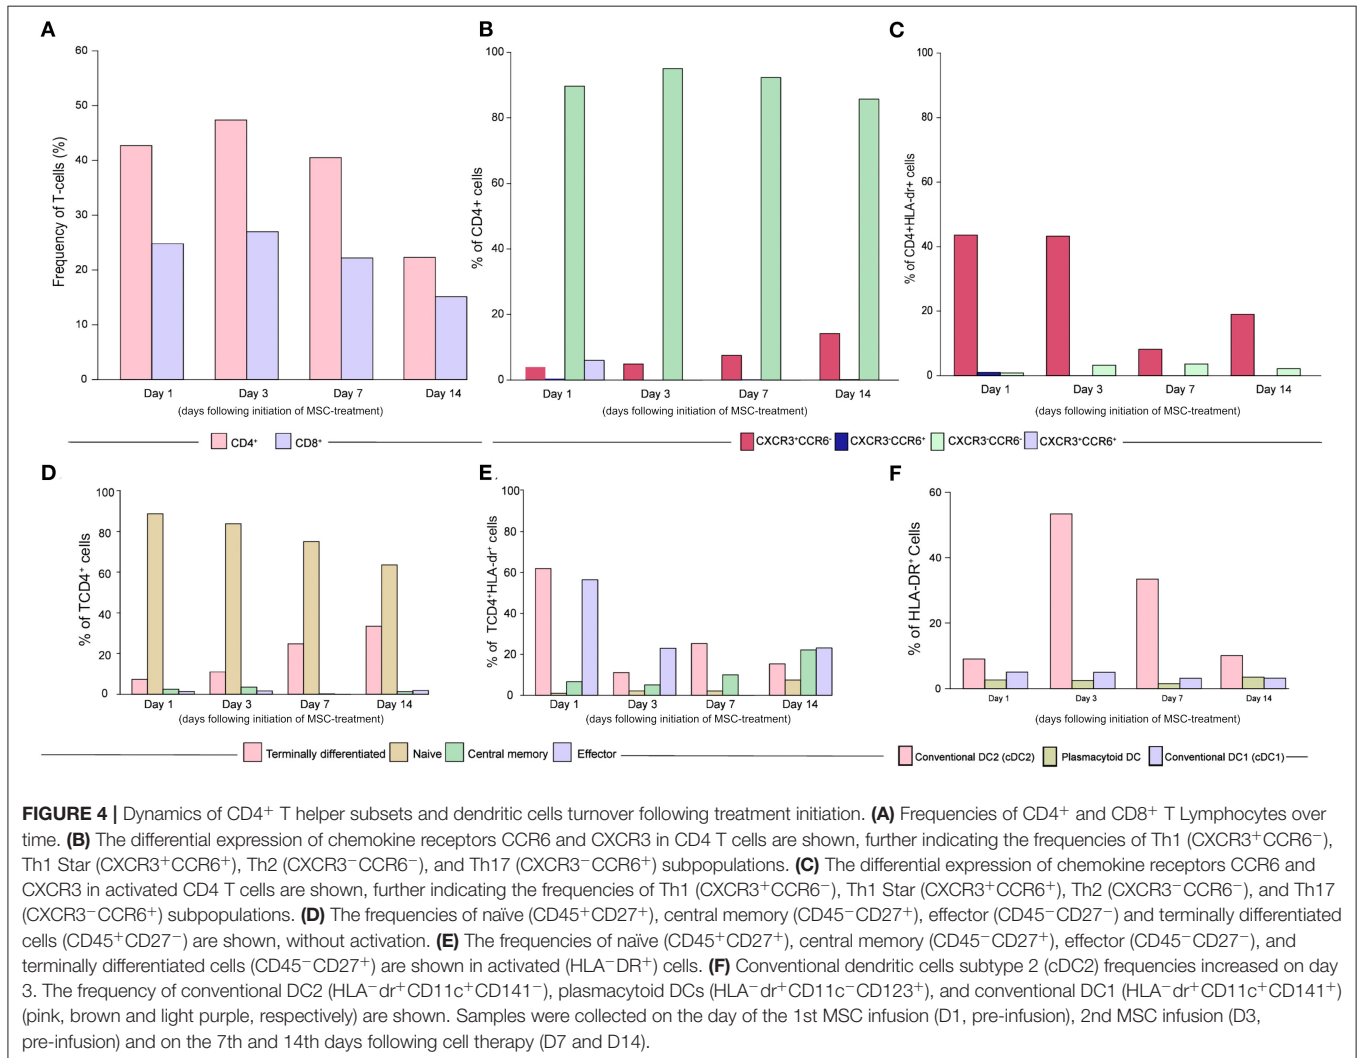 A
60
50
40
30
20
10
0
Frequency of T-cells (%)
Day 1 Day 3 Day 7 Day 14
(days following initiation of MSC-treatment)
CD4⁺ CD8⁺
B
100
80
60
40
20
0
% of CD4+ cells
Day 1 Day 3 Day 7 Day 14
(days following initiation of MSC-treatment)
C
100
80
60
40
20
0
% of CD4+HLA-dr+ cells
Day 1 Day 3 Day 7 Day 14
(days following initiation of MSC-treatment)
CXCR3⁺CCR6⁻ CXCR3⁻CCR6⁺ CXCR3⁻CCR6⁻ CXCR3⁺CCR6⁺
D
100
80
60
40
20
0
% of TCD4⁺ cells
Day 1 Day 3 Day 7 Day 14
(days following initiation of MSC-treatment)
E
100
80
60
40
20
0
% of TCD4⁺HLA-dr⁺ cells
Day 1 Day 3 Day 7 Day 14
(days following initiation of MSC-treatment)
Terminally differentiated Naive Central memory Effector
F
60
40
20
0
% of HLA-DR⁺ Cells
Day 1 Day 3 Day 7 Day 14
(days following initiation of MSC-treatment)
Conventional DC2 (cDC2) Plasmacytoid DC Conventional DC1 (cDC1)
FIGURE 4 | Dynamics of CD4⁺ T helper subsets and dendritic cells turnover following treatment initiation. (A) Frequencies of CD4⁺ and CD8⁺ T Lymphocytes over
time. (B) The differential expression of chemokine receptors CCR6 and CXCR3 in CD4 T cells are shown, further indicating the frequencies of Th1 (CXCR3⁺CCR6⁻),
Th1 Star (CXCR3⁺CCR6⁺), Th2 (CXCR3⁻CCR6⁻), and Th17 (CXCR3⁻CCR6⁺) subpopulations. (C) The differential expression of chemokine receptors CCR6 and
CXCR3 in activated CD4 T cells are shown, further indicating the frequencies of Th1 (CXCR3⁺CCR6⁻), Th1 Star (CXCR3⁺CCR6⁺), Th2 (CXCR3⁻CCR6⁻), and Th17
(CXCR3⁻CCR6⁺) subpopulations. (D) The frequencies of naïve (CD45⁺CD27⁺), central memory (CD45⁻CD27⁺), effector (CD45⁻CD27⁻) and terminally differentiated
cells (CD45⁺CD27⁻) are shown, without activation. (E) The frequencies of naïve (CD45⁺CD27⁺), central memory (CD45⁻CD27⁺), effector (CD45⁻CD27⁻), and
terminally differentiated cells (CD45⁻CD27⁺) are shown in activated (HLA⁻DR⁺) cells. (F) Conventional dendritic cells subtype 2 (cDC2) frequencies increased on day
3. The frequency of conventional DC2 (HLA⁻dr⁺CD11c⁺CD141⁻), plasmacytoid DCs (HLA⁻dr⁺CD11c⁻CD123⁺), and conventional DC1 (HLA⁻dr⁺CD11c⁺CD141⁺)
(pink, brown and light purple, respectively) are shown. Samples were collected on the day of the 1st MSC infusion (D1, pre-infusion), 2nd MSC infusion (D3,
pre-infusion) and on the 7th and 14th days following cell therapy (D7 and D14).